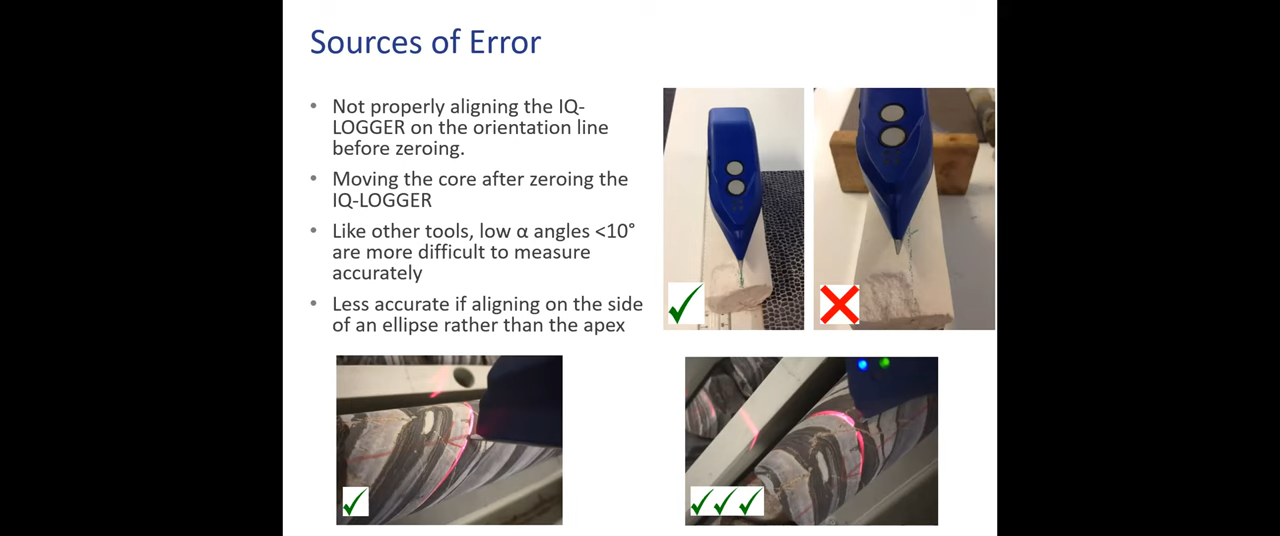 Sources of Error
• Not properly aligning the IQ-
LOGGER on the orientation line
before zeroing.
• Moving the core after zeroing the
IQ-LOGGER
• Like other tools, low α angles <10°
are more difficult to measure
accurately
• Less accurate if aligning on the side
of an ellipse rather than the apex